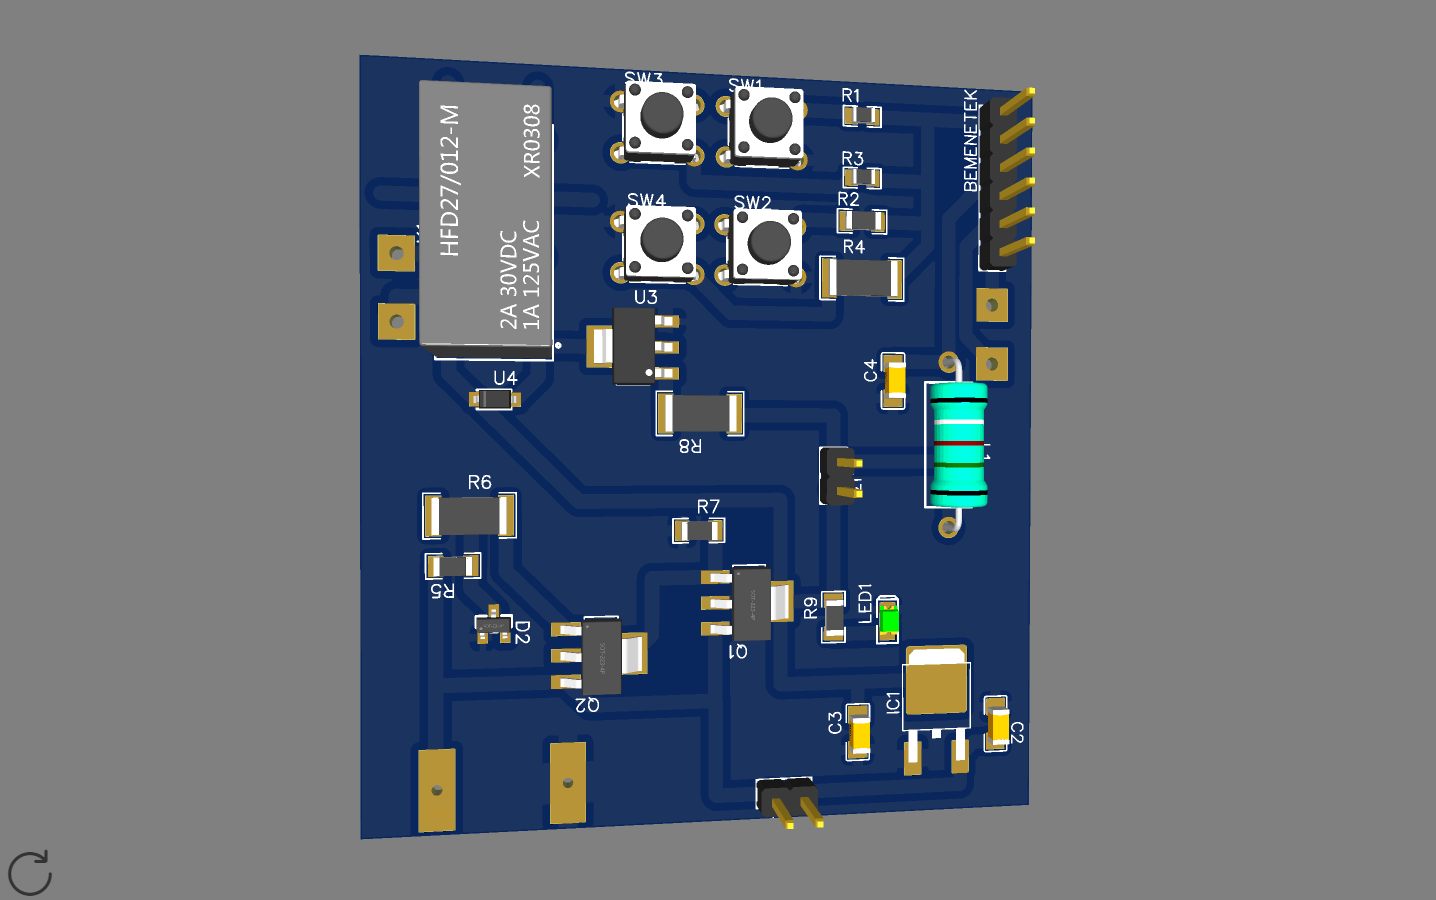 SW3
SW1
R1
BEMENETEK
HFD27/012-M
XR0308
2A 30VDC
1A 125VAC
R3
SW4
SW2
R2
R4
U3
U4
C4
R8
R6
R7
R5
R9
LED1
D2
Q1
Q2
IC1
C3
C2